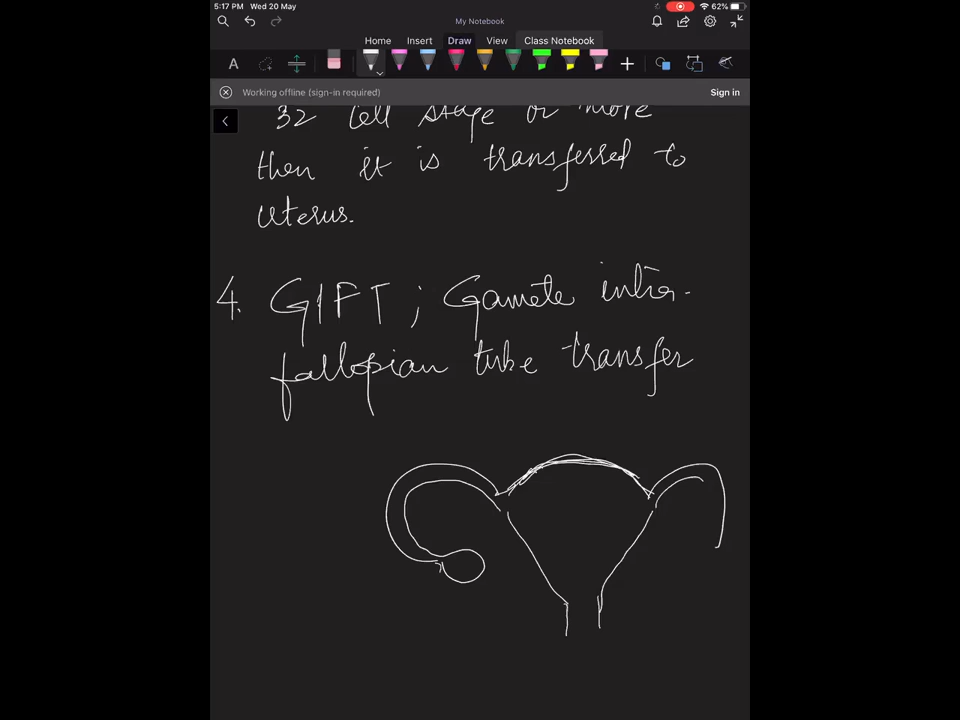 5:17 PM Wed 20 May
62%
My Notebook
Home Insert Draw View Class Notebook
A
Working offline (sign-in required) Sign in
32 Cell stage or more
then it is transferred to
uterus.
4. GIFT; Gamete intra-
fallopian tube transfer